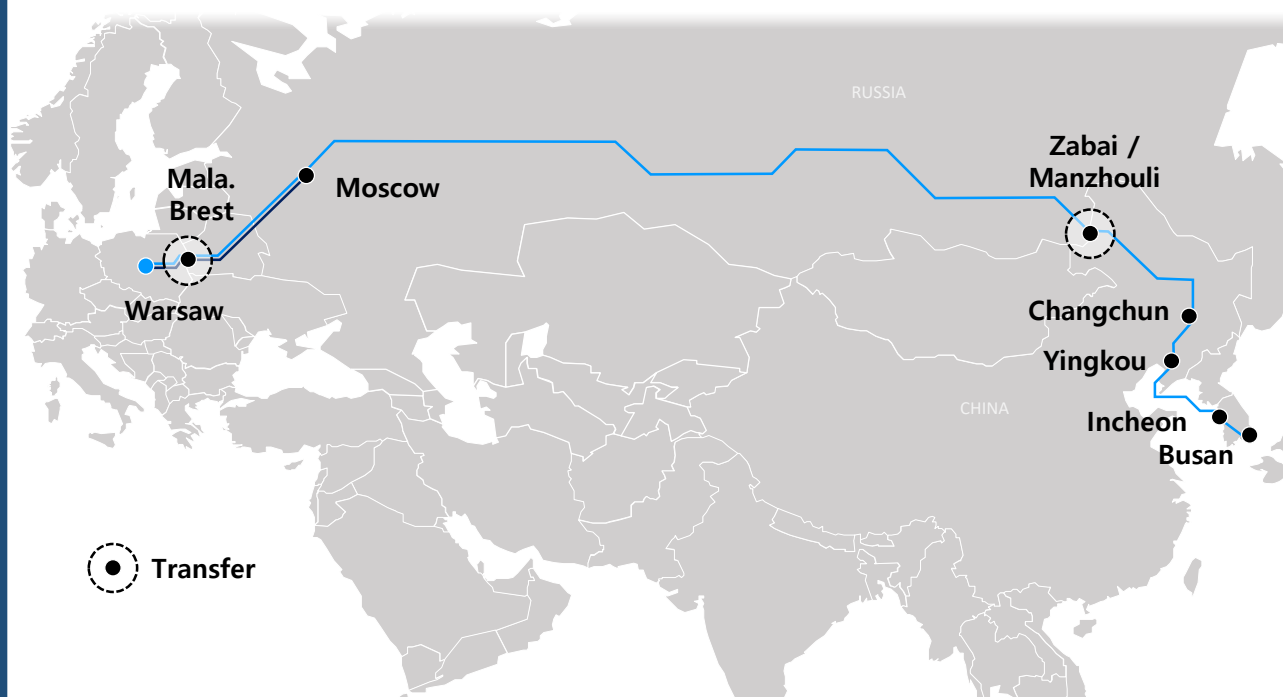 RUSSIA
Zabai /
Manzhouli
Mala.
Brest
Moscow
Warsaw
Changchun
Yingkou
CHINA
Incheon
Busan
Transfer